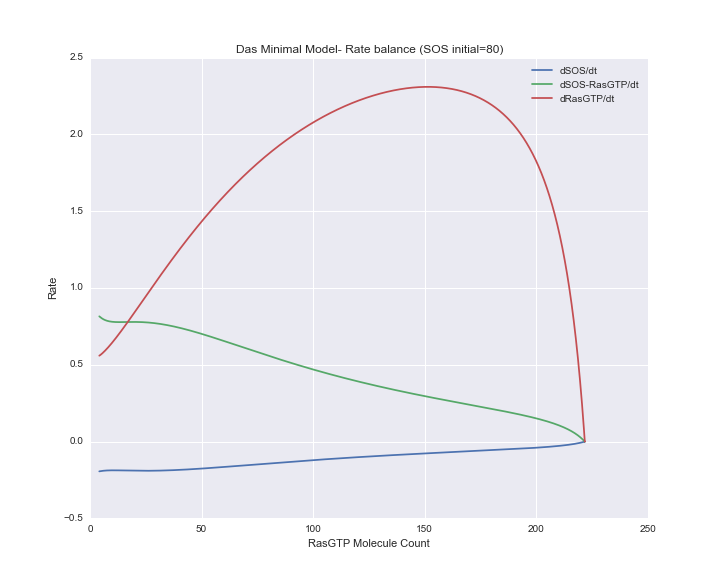 Das Minimal Model- Rate balance (SOS initial=80)
2.5
2.0
1.5
1.0
0.5
0.0
−0.5
Rate
dSOS/dt
dSOS-RasGTP/dt
dRasGTP/dt
0 50 100 150 200 250
RasGTP Molecule Count